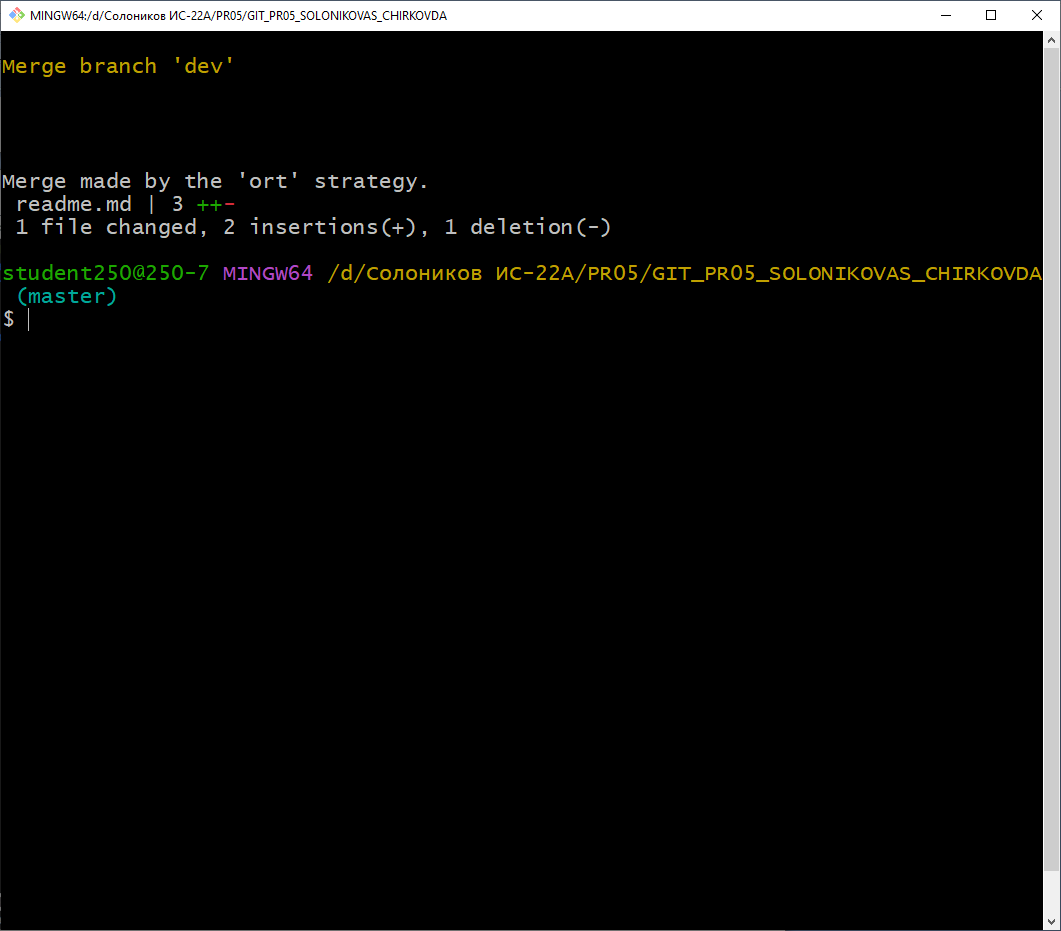 MINGW64:/d/Солоников ИС-22А/PR05/GIT_PR05_SOLONIKOVAS_CHIRKOVDA
Merge branch 'dev'
Merge made by the 'ort' strategy.
readme.md | 3 ++-
1 file changed, 2 insertions(+), 1 deletion(-)
student250@250-7 MINGW64 /d/Солоников ИС-22А/PR05/GIT_PR05_SOLONIKOVAS_CHIRKOVDA
(master)
$